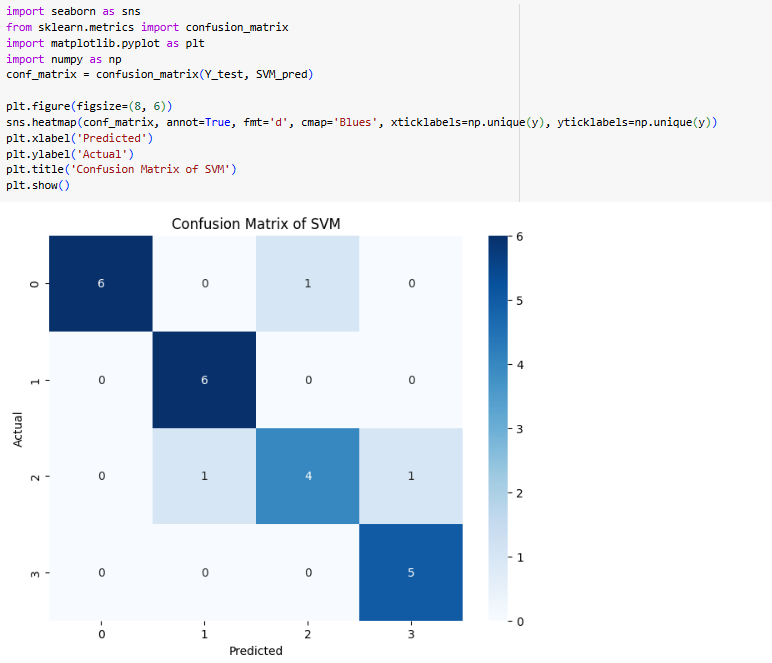 import seaborn as sns
from sklearn.metrics import confusion_matrix
import matplotlib.pyplot as plt
import numpy as np
conf_matrix = confusion_matrix(Y_test, SVM_pred)
plt.figure(figsize=(8, 6))
sns.heatmap(conf_matrix, annot=True, fmt='d', cmap='Blues', xticklabels=np.unique(y), yticklabels=np.unique(y))
plt.xlabel('Predicted')
plt.ylabel('Actual')
plt.title('Confusion Matrix of SVM')
plt.show()
Confusion Matrix of SVM
0 6 0 1 0
1 0 6 0 0
2 0 1 4 1
3 0 0 0 5
0 1 2 3
Actual
Predicted
6
5
4
3
2
1
0